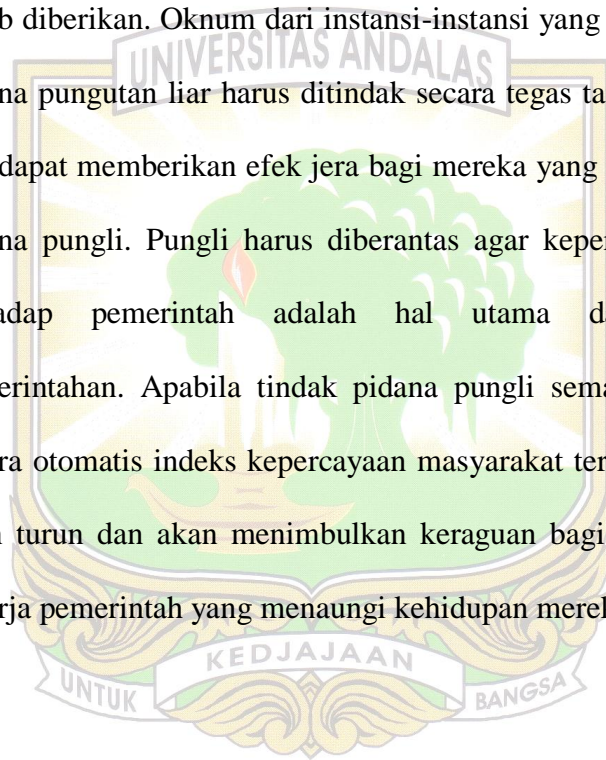 b diberikan. Oknum dari instansi-instansi yang
UNIVERSITAS ANDALAS
na pungutan liar harus ditindak secara tegas ta
dapat memberikan efek jera bagi mereka yang
na pungli. Pungli harus diberantas agar keper
adap pemerintah adalah hal utama da
erintahan. Apabila tindak pidana pungli sema
ra otomatis indeks kepercayaan masyarakat ter
n turun dan akan menimbulkan keraguan bagi
rja pemerintah yang menaungi kehidupan merel
UNTUK KEDJAJAAN BANGSA